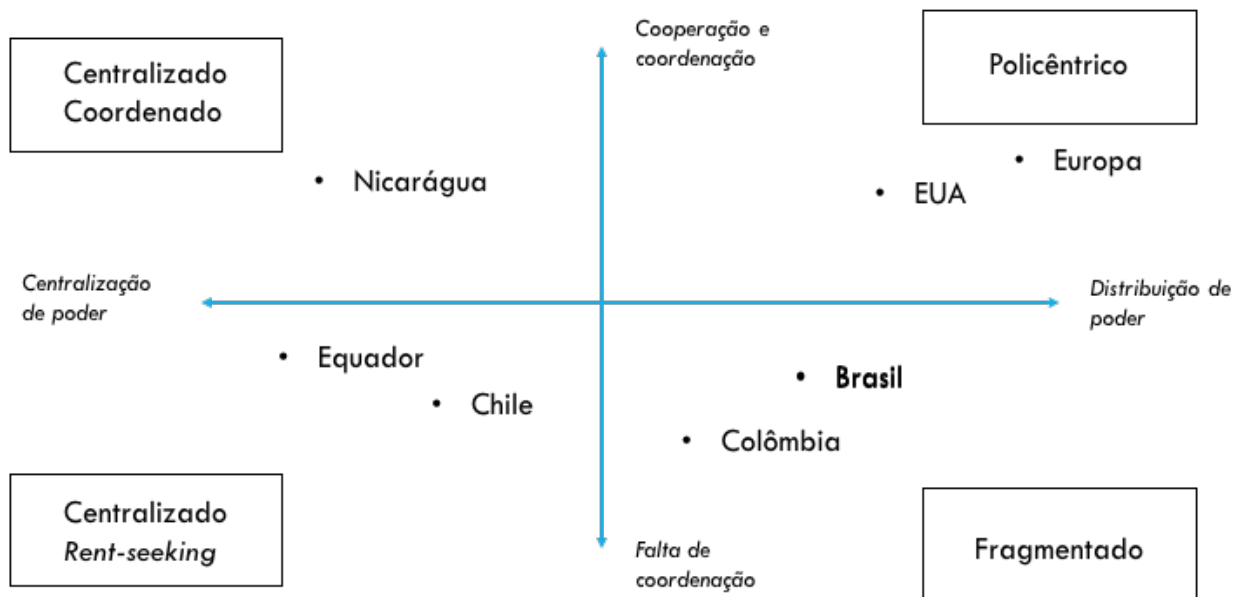 Cooperação e
coordenação
Centralizado
Coordenado
Policêntrico
• Europa
• Nicarágua
• EUA
Centralização
de poder
Distribuição de
poder
• Equador
• Brasil
• Chile
• Colômbia
Centralizado
Rent-seeking
Falta de
coordenação
Fragmentado